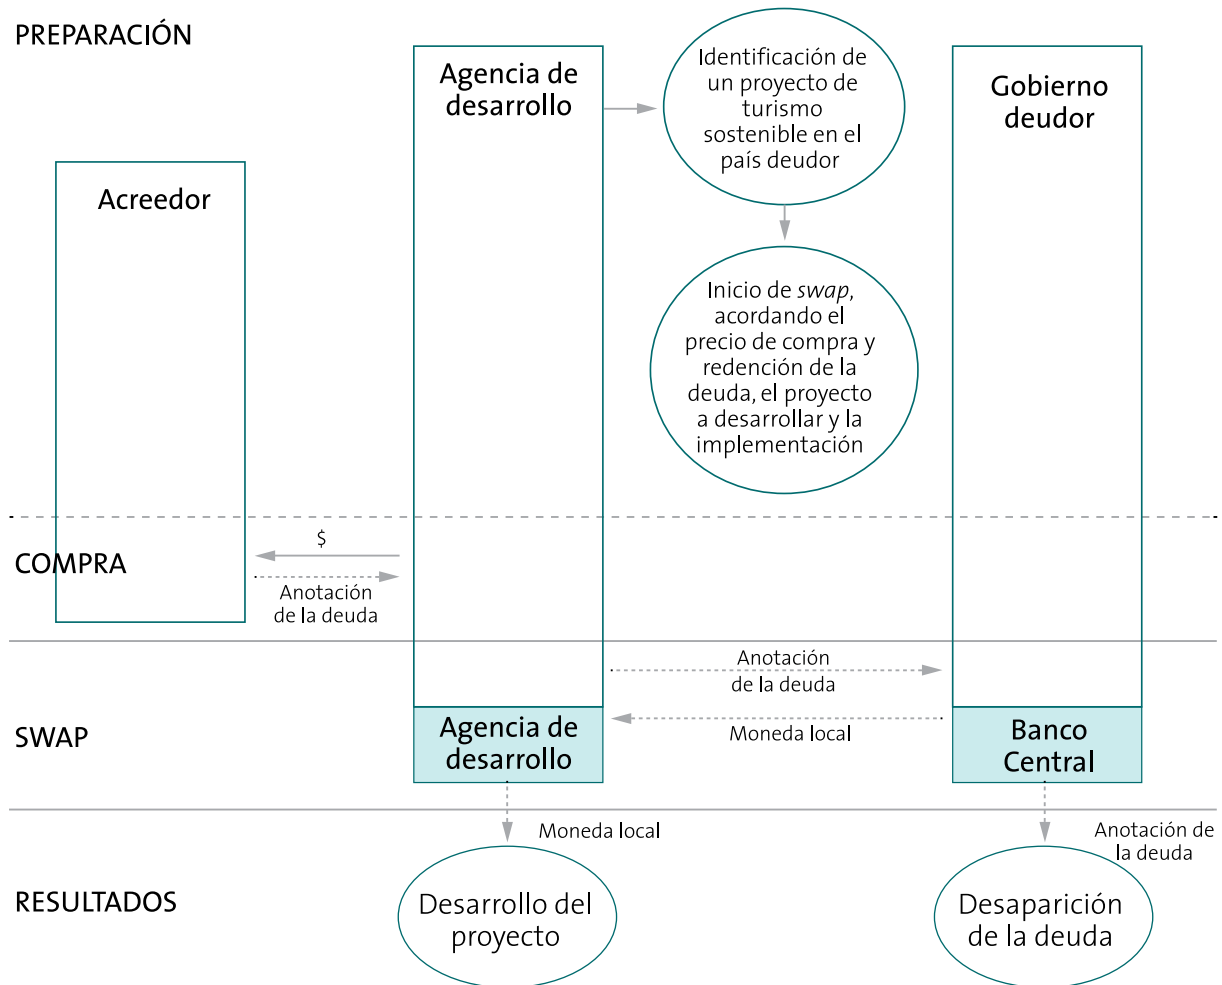 PREPARACIÓN
Agencia de
desarrollo
Identificación de
un proyecto de
turismo
sostenible en el
país deudor
Gobierno
deudor
Acreedor
Inicio de swap,
acordando el
precio de compra y
redención de la
deuda, el proyecto
a desarrollar y la
implementación
COMPRA
$
Anotación
de la deuda
Anotación
de la deuda
SWAP
Agencia de
desarrollo
Moneda local
Banco
Central
Moneda local
Anotación de
la deuda
RESULTADOS
Desarrollo del
proyecto
Desaparición
de la deuda